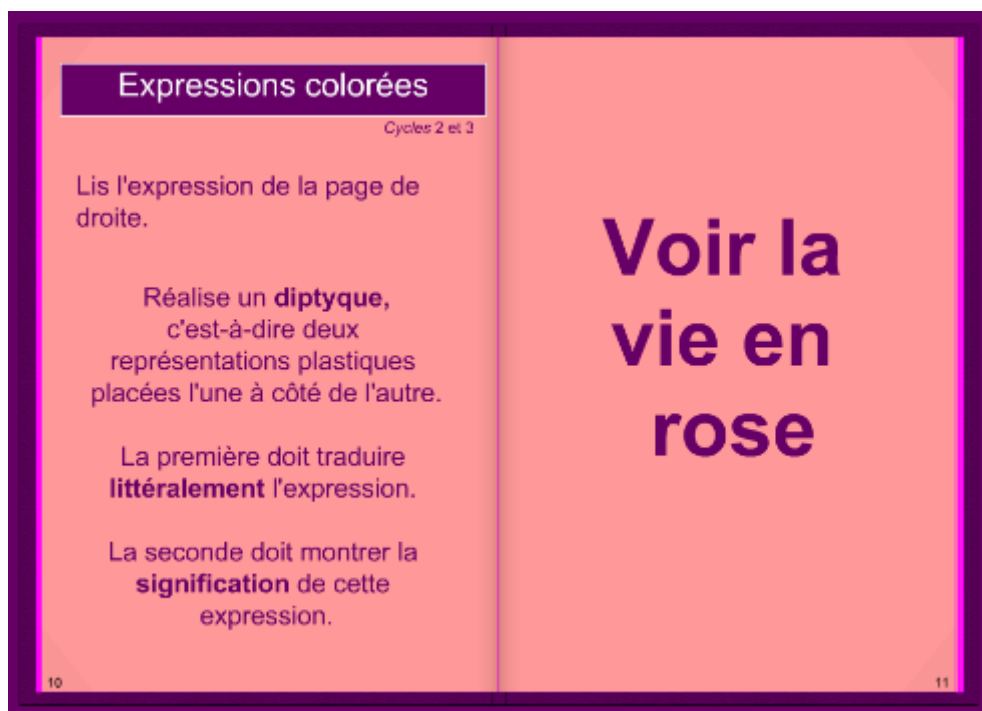 Expressions colorées
Cycles 2 et 3
Lis l'expression de la page de
droite.
Réalise un diptyque,
c'est-à-dire deux
représentations plastiques
placées l'une à côté de l'autre.
La première doit traduire
littéralement l'expression.
La seconde doit montrer la
signification de cette
expression.
10
Voir la
vie en
rose
11